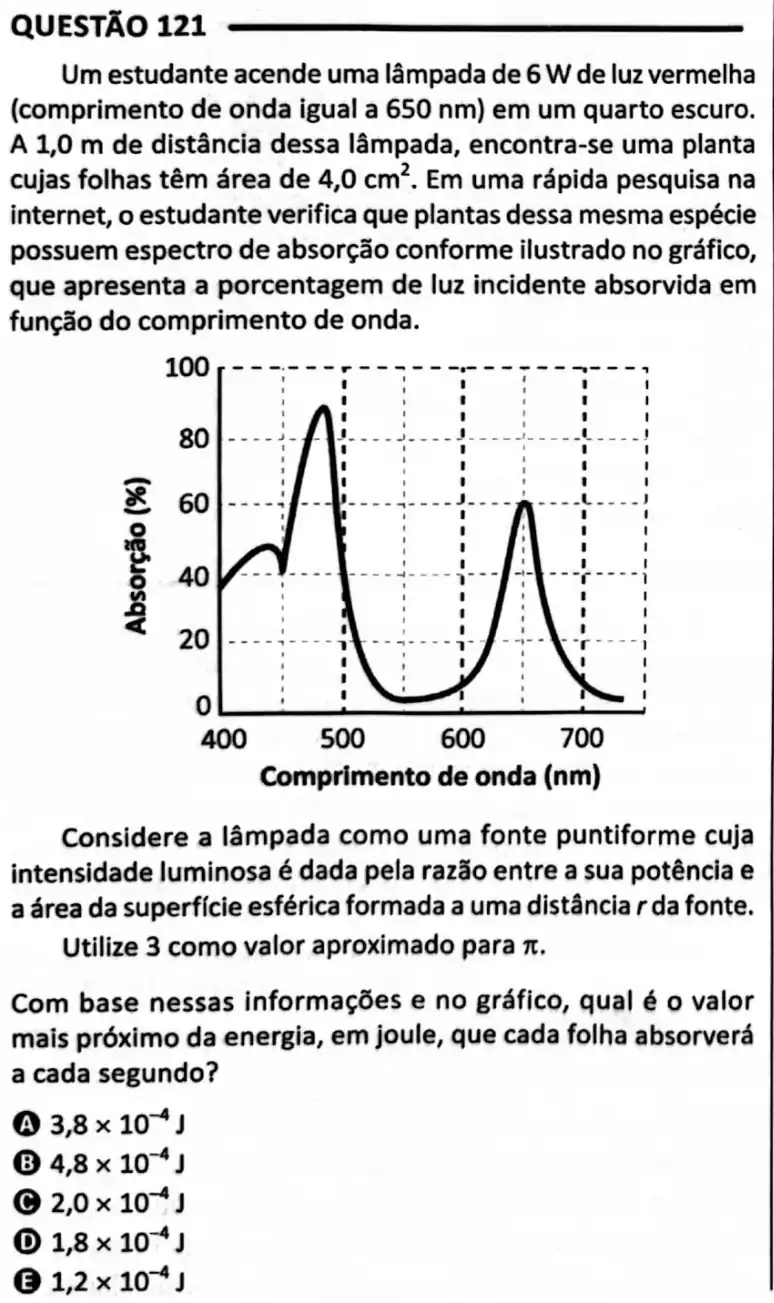 QUESTÃO 121
Um estudante acende uma lâmpada de 6 W de luz vermelha
(comprimento de onda igual a 650 nm) em um quarto escuro.
A 1,0 m de distância dessa lâmpada, encontra-se uma planta
cujas folhas têm área de 4,0 cm². Em uma rápida pesquisa na
internet, o estudante verifica que plantas dessa mesma espécie
possuem espectro de absorção conforme ilustrado no gráfico,
que apresenta a porcentagem de luz incidente absorvida em
função do comprimento de onda.
100
80
60
40
20
0
Absorção (%)
400 500 600 700
Comprimento de onda (nm)
Considere a lâmpada como uma fonte puntiforme cuja
intensidade luminosa é dada pela razão entre a sua potência e
a área da superfície esférica formada a uma distância r da fonte.
Utilize 3 como valor aproximado para π.
Com base nessas informações e no gráfico, qual é o valor
mais próximo da energia, em joule, que cada folha absorverá
a cada segundo?
A 3,8 × 10⁻⁴ J
B 4,8 × 10⁻⁴ J
C 2,0 × 10⁻⁴ J
D 1,8 × 10⁻⁴ J
E 1,2 × 10⁻⁴ J